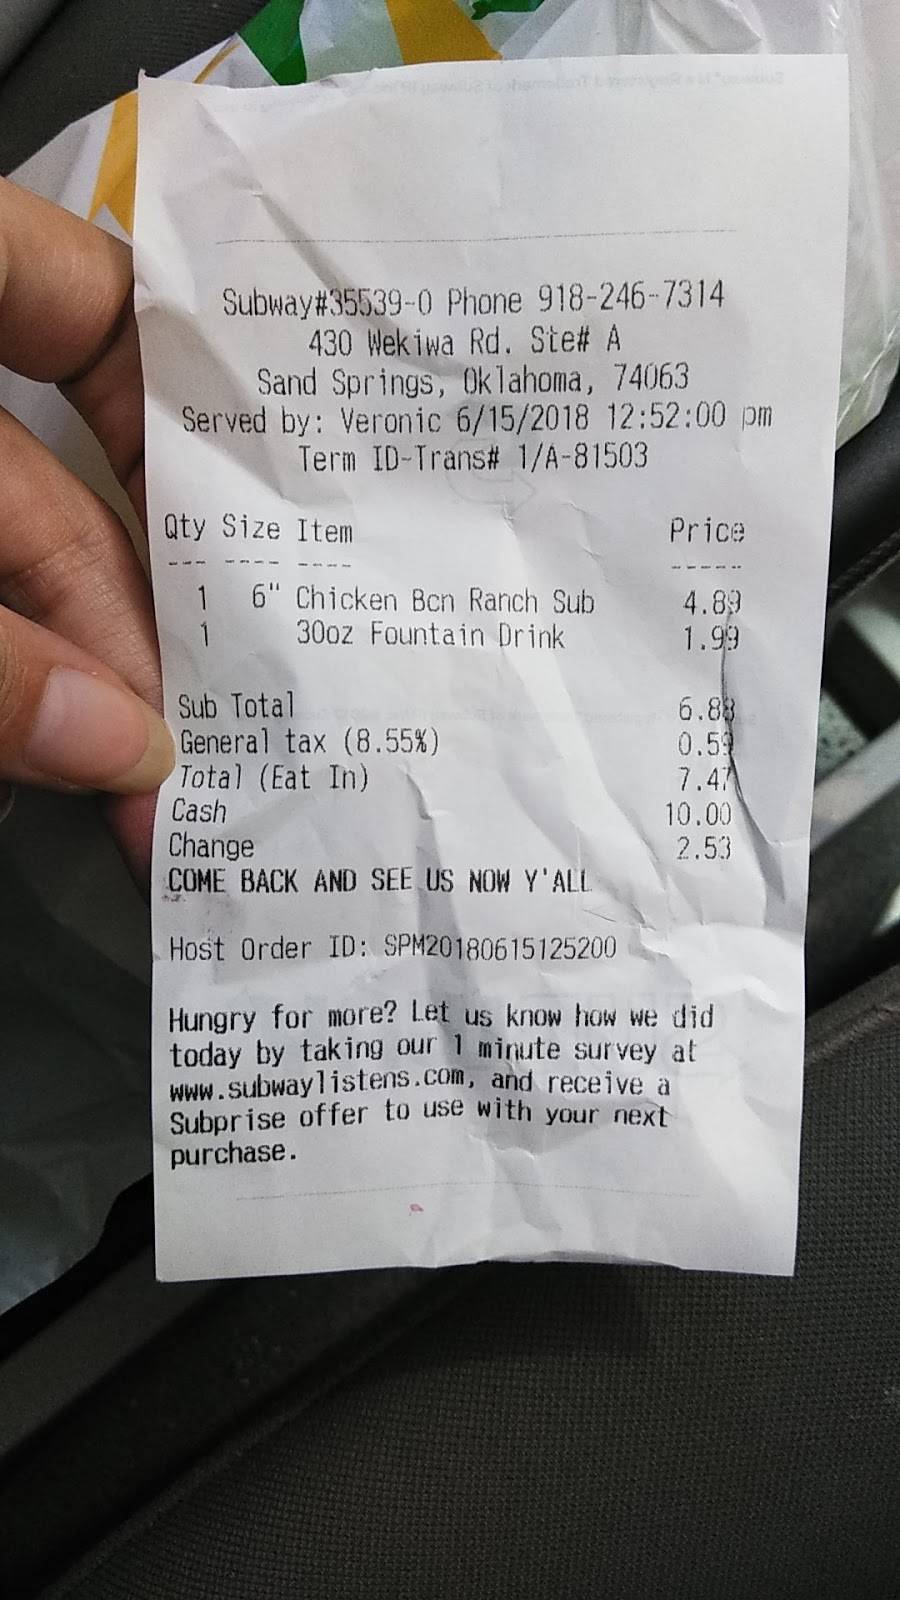 Subway#35539-0 Phone 918-246-7314
430 Wekiwa Rd. Ste# A
Sand Springs, Oklahoma, 74063
Served by: Veronic 6/15/2018 12:52:00 pm
Term ID-Trans# 1/A-81503
Qty Size Item Price
--- ---- ---- -----
1 6" Chicken Bcn Ranch Sub 4.89
1 30oz Fountain Drink 1.99
Sub Total 6.88
General tax (8.55%) 0.59
Total (Eat In) 7.47
Cash 10.00
Change 2.53
COME BACK AND SEE US NOW Y'ALL
Host Order ID: SPM20180615125200
Hungry for more? Let us know how we did
today by taking our 1 minute survey at
www.subwaylistens.com, and receive a
Subprise offer to use with your next
purchase.